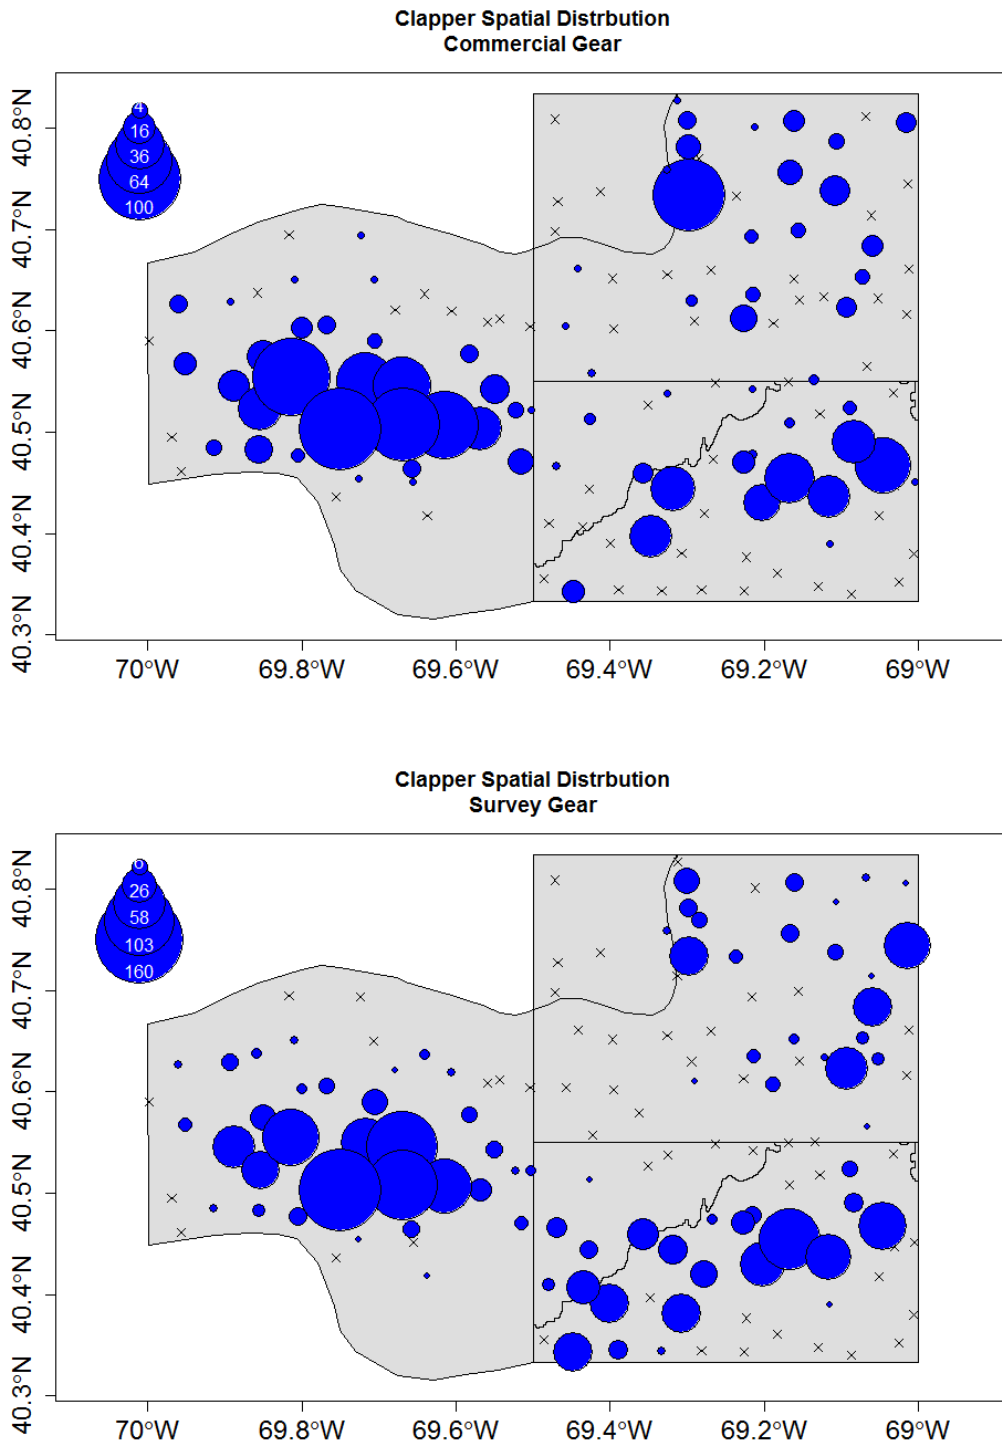 Clapper Spatial Distrbution
Commercial Gear
4
16
36
64
100
40.8°N
40.7°N
40.6°N
40.5°N
40.4°N
40.3°N
70°W
69.8°W
69.6°W
69.4°W
69.2°W
69°W
Clapper Spatial Distrbution
Survey Gear
6
26
58
103
160
40.8°N
40.7°N
40.6°N
40.5°N
40.4°N
40.3°N
70°W
69.8°W
69.6°W
69.4°W
69.2°W
69°W